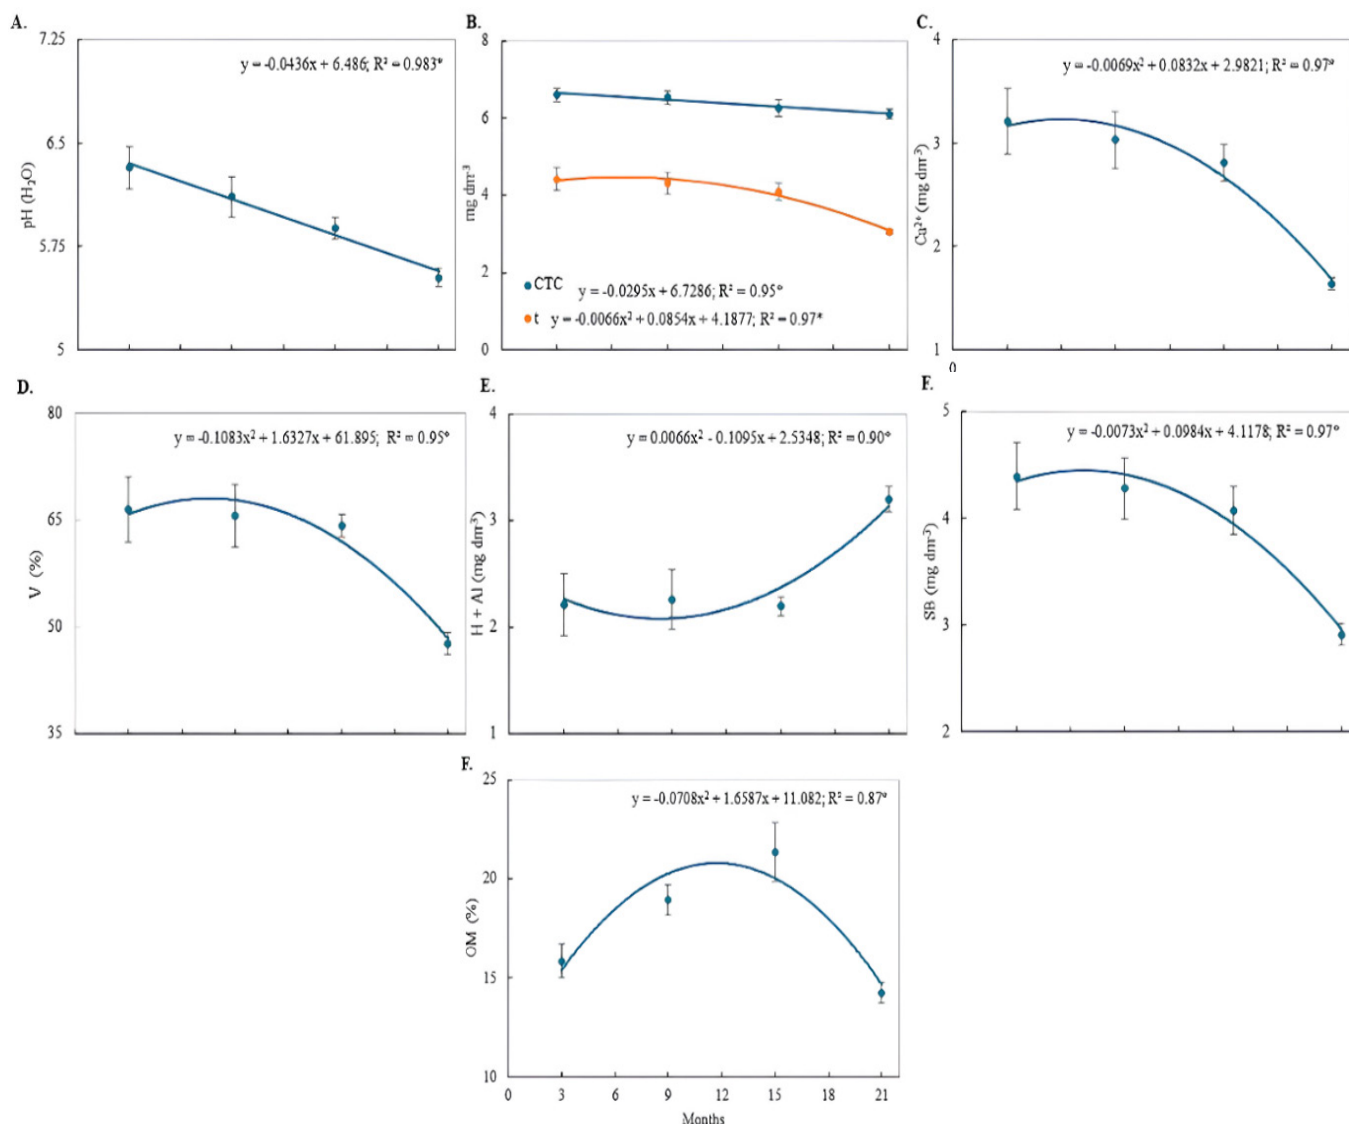 A.
7.25
6.5
5.75
5
pH (H₂O)
y = -0.0436x + 6.486; R² = 0.983*
B.
8
6
4
2
0
mg dm⁻³
CTC y = -0.0295x + 6.7286; R² = 0.95*
t y = -0.0066x² + 0.0854x + 4.1877; R² = 0.97*
C.
4
3
2
1
0
Ca²⁺ (mg dm⁻³)
y = -0.0069x² + 0.0832x + 2.9821; R² = 0.97*
D.
80
65
50
35
V (%)
y = -0.1083x² + 1.6327x + 61.895; R² = 0.95*
E.
4
3
2
1
H + Al (mg dm⁻³)
y = 0.0066x² - 0.1095x + 2.5348; R² = 0.90*
F.
5
4
3
2
SB (mg dm⁻³)
y = -0.0073x² + 0.0984x + 4.1178; R² = 0.97*
F.
25
20
15
10
OM (%)
y = -0.0708x² + 1.6587x + 11.082; R² = 0.87*
0 3 6 9 12 15 18 21
Months